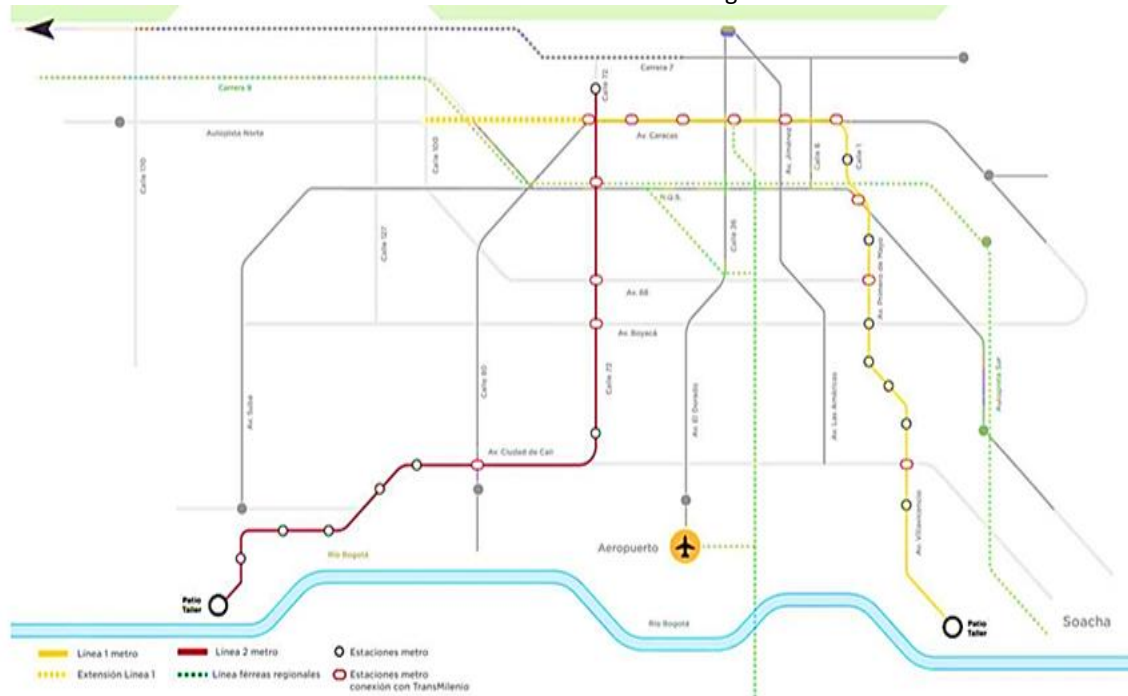 Carrera 7
Calle 72
Carrera 9
Autopista Norte
Calle 100
Av. Caracas
Av. Jiménez
Calle 6
Calle 1
Calle 170
N.Q.S.
Calle 127
Calle 26
Av. Primero de Mayo
Av. 68
Av. Boyacá
Calle 72
Calle 80
Av. Suba
Av. El Dorado
Av. Las Américas
Autopista Sur
Av. Ciudad de Cali
Av. Villavicencio
Aeropuerto
Río Bogotá
Patio
Taller
Río Bogotá
Patio
Taller
Soacha
Línea 1 metro
Línea 2 metro
Estaciones metro
Extensión Línea 1
Línea férreas regionales
Estaciones metro
conexión con TransMilenio